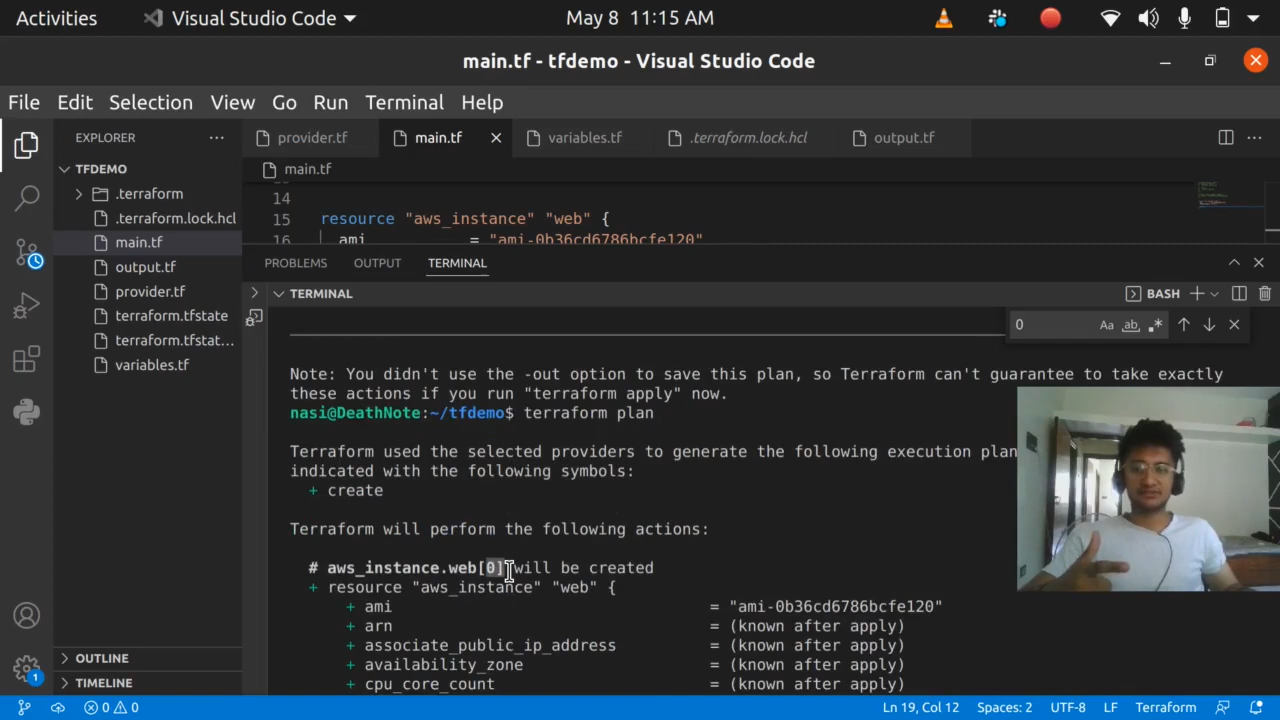 Activities Visual Studio Code May 8 11:15 AM
main.tf - tfdemo - Visual Studio Code
File Edit Selection View Go Run Terminal Help
EXPLORER provider.tf main.tf variables.tf .terraform.lock.hcl output.tf
TFDEMO main.tf
.terraform
.terraform.lock.hcl
main.tf
output.tf
provider.tf
terraform.tfstate
terraform.tfstat...
variables.tf
14
15 resource "aws_instance" "web" {
16 ami = "ami-0b36cd6786bcfe120"
PROBLEMS OUTPUT TERMINAL
TERMINAL BASH
0 Aa ab
Note: You didn't use the -out option to save this plan, so Terraform can't guarantee to take exactly
these actions if you run "terraform apply" now.
nasi@DeathNote:~/tfdemo$ terraform plan
Terraform used the selected providers to generate the following execution plan
indicated with the following symbols:
+ create
Terraform will perform the following actions:
# aws_instance.web[0] will be created
+ resource "aws_instance" "web" {
+ ami = "ami-0b36cd6786bcfe120"
+ arn = (known after apply)
+ associate_public_ip_address = (known after apply)
+ availability_zone = (known after apply)
+ cpu_core_count = (known after apply)
OUTLINE
TIMELINE
1
0 0 Ln 19, Col 12 Spaces: 2 UTF-8 LF Terraform